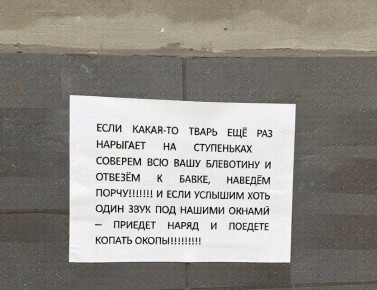 ЕСЛИ КАКАЯ-ТО ТВАРЬ ЕЩЁ РАЗ
НАРЫГАЕТ НА СТУПЕНЬКАХ
СОБЕРЕМ ВСЮ ВАШУ БЛЕВОТИНУ И
ОТВЕЗЁМ К БАБКЕ, НАВЕДЁМ
ПОРЧУ!!!!!!! И ЕСЛИ УСЛЫШИМ ХОТЬ
ОДИН ЗВУК ПОД НАШИМИ ОКНАМИ
– ПРИЕДЕТ НАРЯД И ПОЕДЕТЕ
КОПАТЬ ОКОПЫ!!!!!!!!!